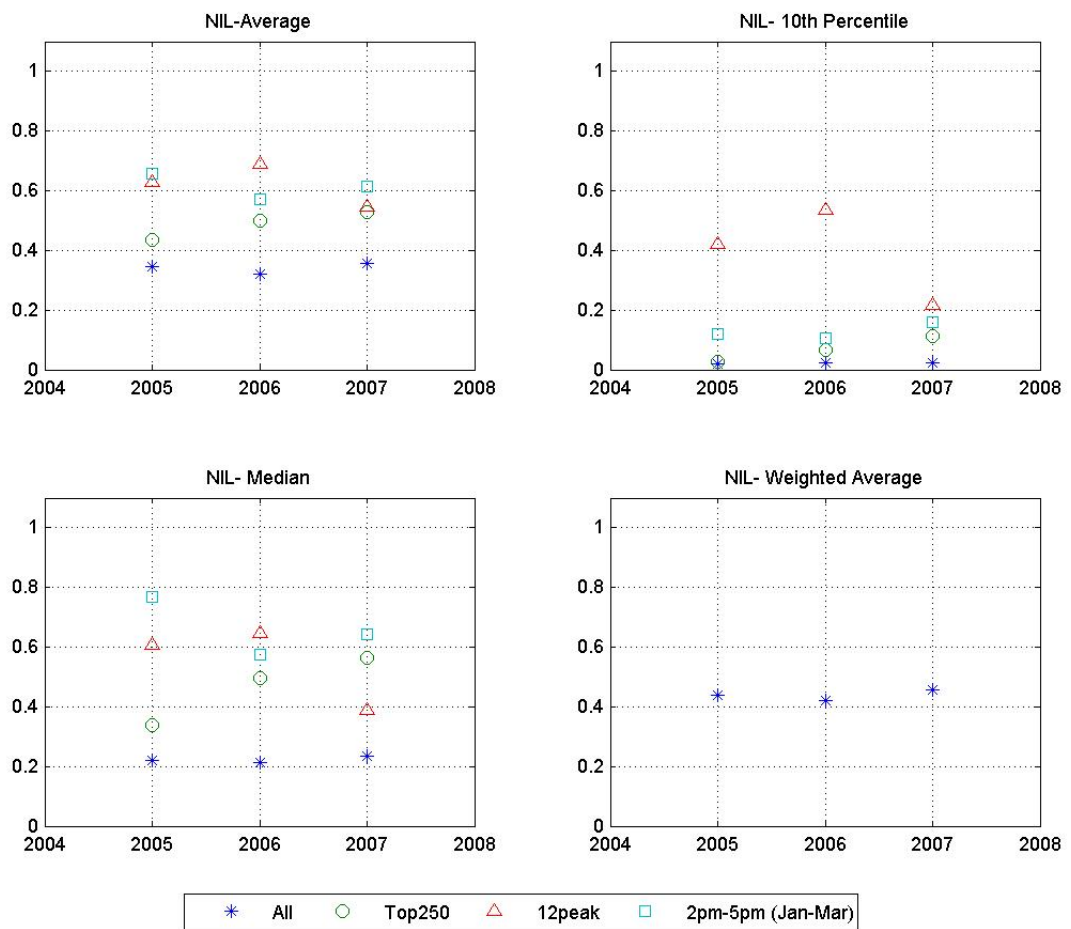 NIL-Average
1
0.8
0.6
0.4
0.2
0
2004 2005 2006 2007 2008
NIL- 10th Percentile
1
0.8
0.6
0.4
0.2
0
2004 2005 2006 2007 2008
NIL- Median
1
0.8
0.6
0.4
0.2
0
2004 2005 2006 2007 2008
NIL- Weighted Average
1
0.8
0.6
0.4
0.2
0
2004 2005 2006 2007 2008
All Top250 12peak 2pm-5pm (Jan-Mar)